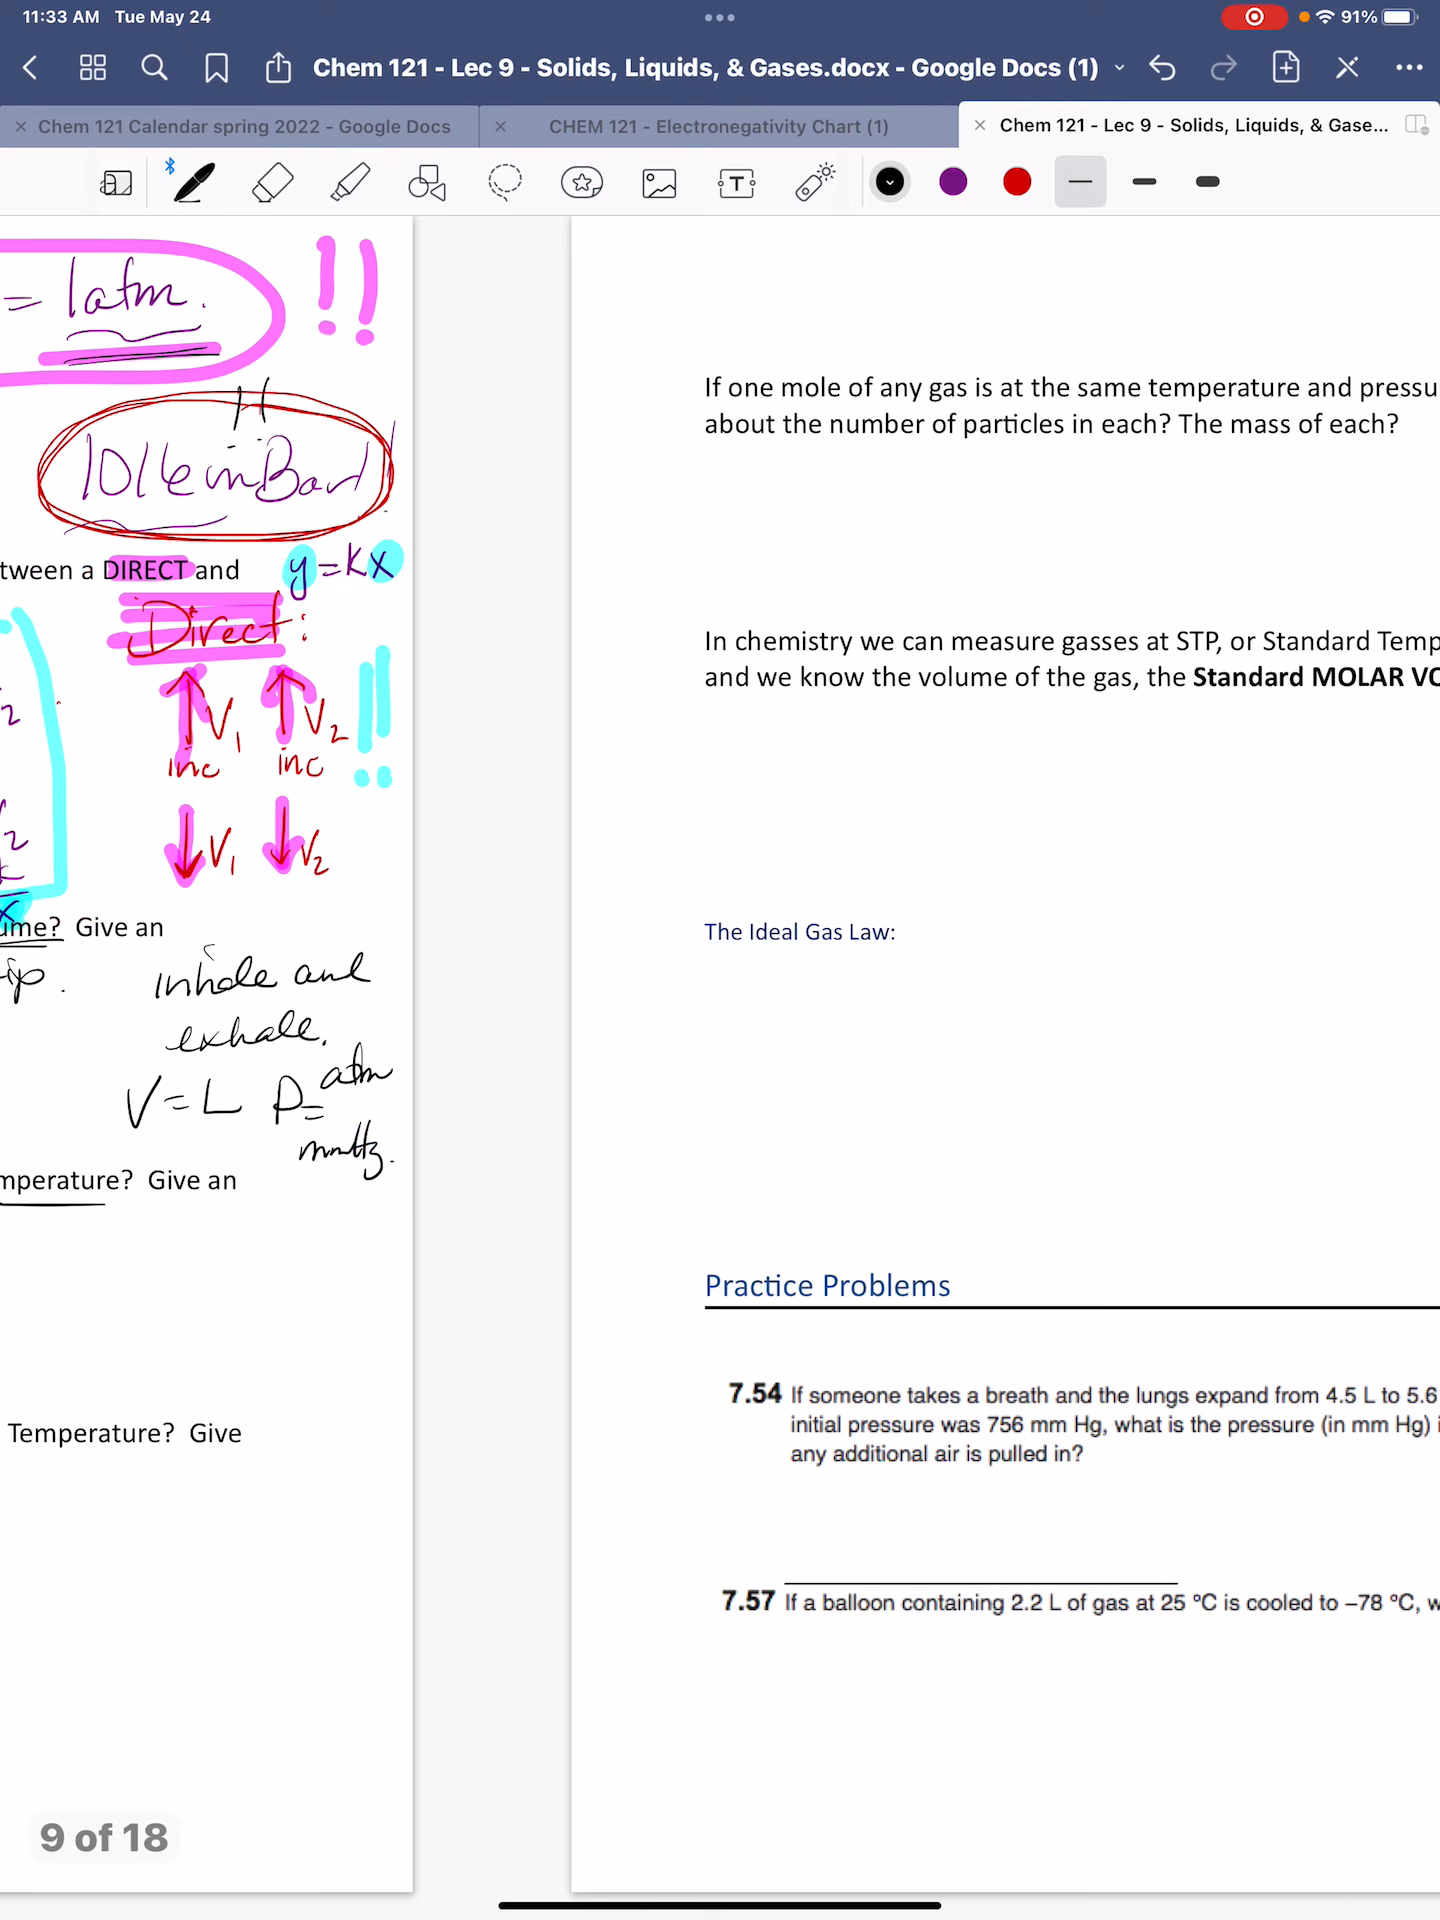 11:33 AM Tue May 24
91%
Chem 121 - Lec 9 - Solids, Liquids, & Gases.docx - Google Docs (1)
Chem 121 Calendar spring 2022 - Google Docs
CHEM 121 - Electronegativity Chart (1)
Chem 121 - Lec 9 - Solids, Liquids, & Gase...
= 1atm. !!
tween a DIRECT and y=kx
Direct:
V1 V2 !!
inc inc
2
V1 V2
2
x
ume? Give an
ip. inhale and
exhale.
V=L P= atm
mmHg.
mperature? Give an
Temperature? Give
9 of 18
If one mole of any gas is at the same temperature and pressu
about the number of particles in each? The mass of each?
In chemistry we can measure gasses at STP, or Standard Temp
and we know the volume of the gas, the Standard MOLAR VO
The Ideal Gas Law:
Practice Problems
7.54 If someone takes a breath and the lungs expand from 4.5 L to 5.6
initial pressure was 756 mm Hg, what is the pressure (in mm Hg) i
any additional air is pulled in?
7.57 If a balloon containing 2.2 L of gas at 25 °C is cooled to –78 °C, w